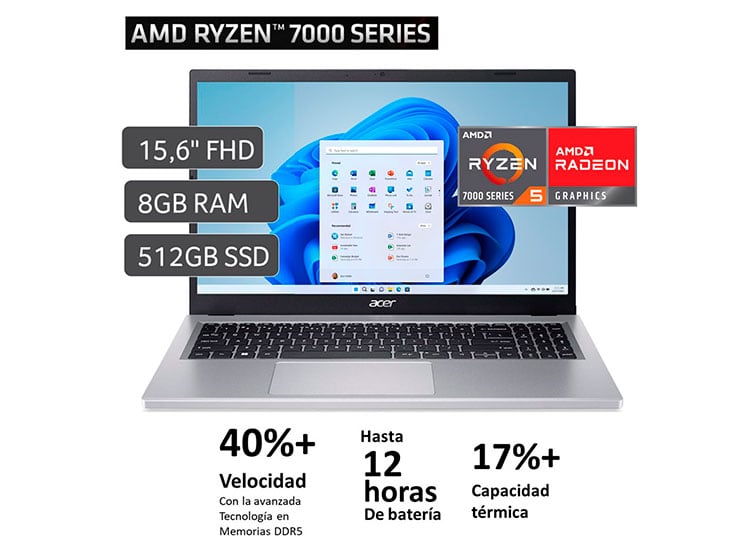 AMD RYZEN™ 7000 SERIES
15,6" FHD
8GB RAM
512GB SSD
AMD
RYZEN
7000 SERIES 5
AMD
RADEON
GRAPHICS
acer
40%+
Velocidad
Con la avanzada
Tecnología en
Memorias DDR5
Hasta
12
horas
De batería
17%+
Capacidad
térmica